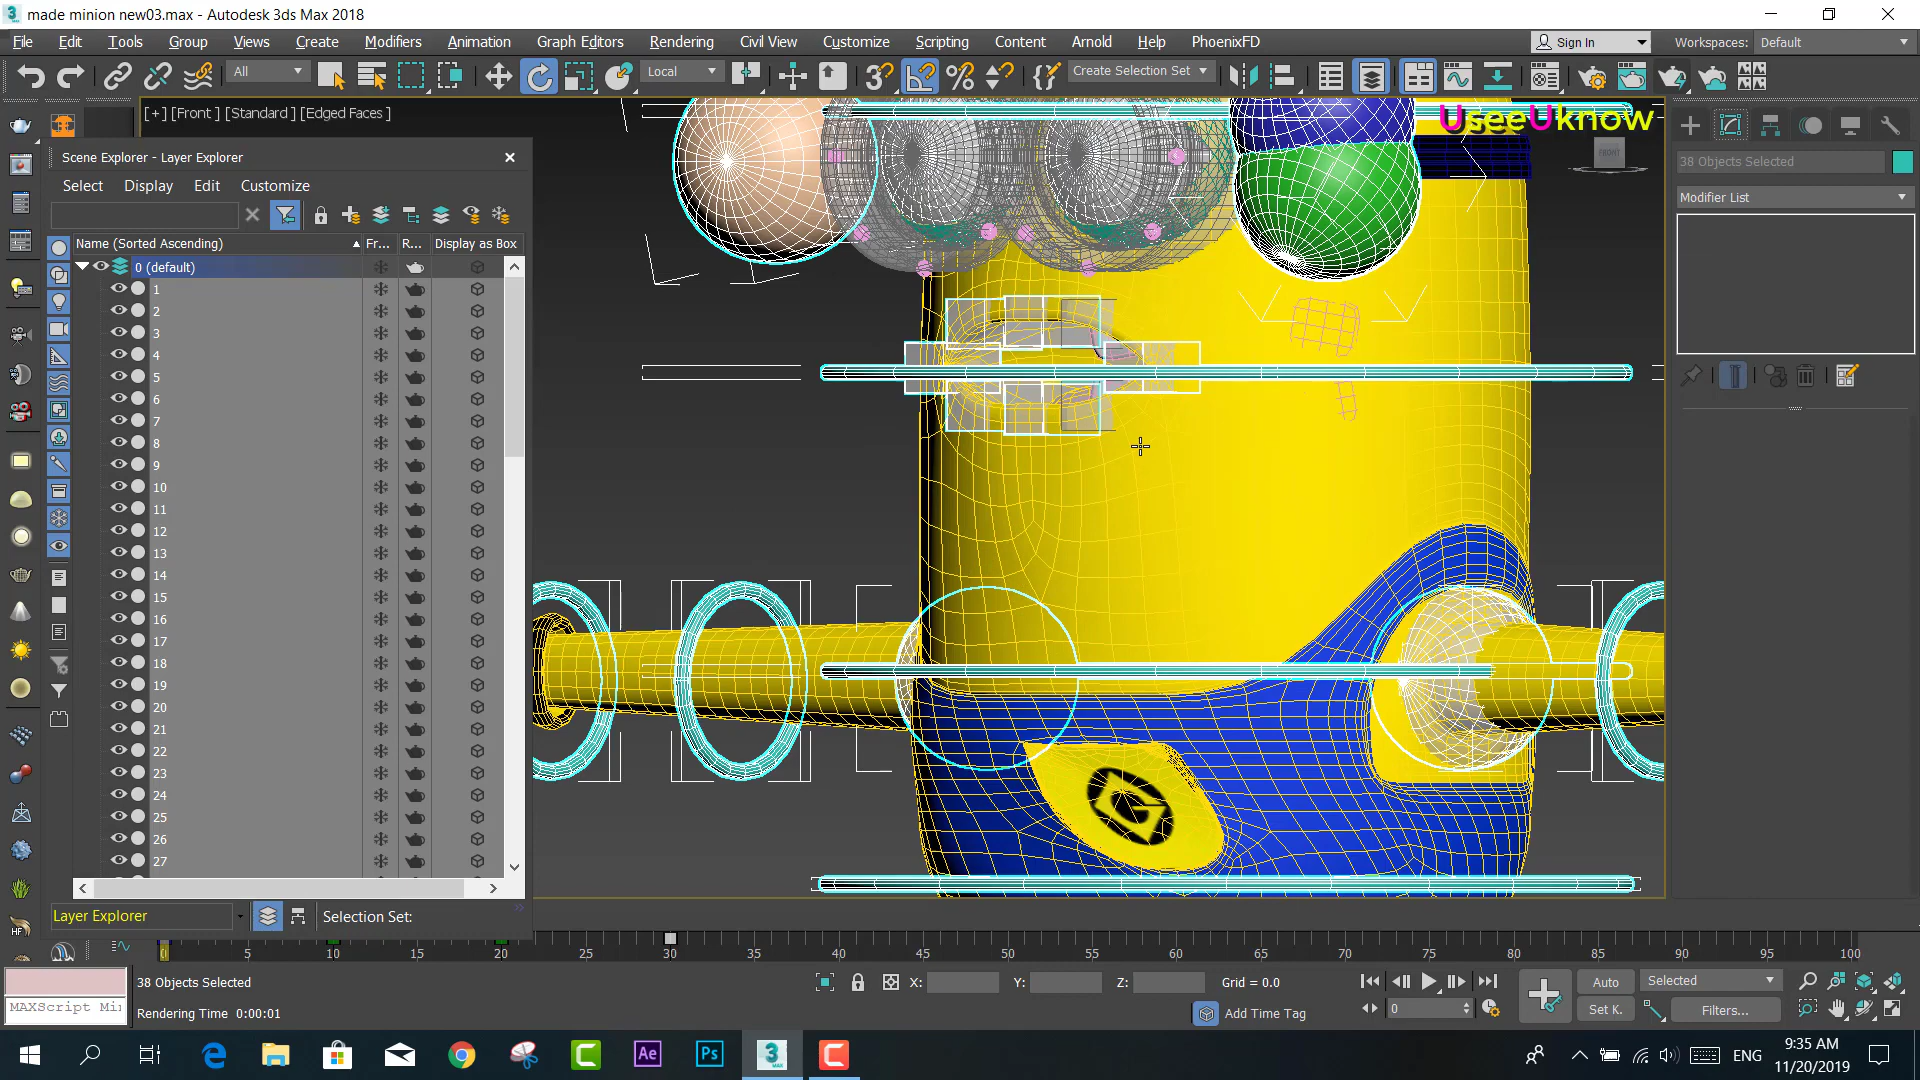 made minion new03.max - Autodesk 3ds Max 2018
File Edit Tools Group Views Create Modifiers Animation Graph Editors Rendering Civil View Customize Scripting Content Arnold Help PhoenixFD Sign In Workspaces: Default
All Local Create Selection Set
[+] [Front ] [Standard ] [Edged Faces ]
UseeUknow
FRONT
Scene Explorer - Layer Explorer
38 Objects Selected
Select Display Edit Customize
Modifier List
Name (Sorted Ascending) Fr... R... Display as Box
0 (default)
1
2
3
4
5
6
7
8
9
10
11
12
13
14
15
16
17
18
19
20
21
22
23
24
25
26
27
G
Layer Explorer Selection Set:
5 10 15 20 25 30 35 40 45 50 55 60 65 70 75 80 85 90 95 100
38 Objects Selected X: Y: Z: Grid = 0.0 Auto Selected
MAXScript Mi
Rendering Time 0:00:01 Add Time Tag 0 Set K. Filters...
Ae Ps 3 MAX C C
ENG
9:35 AM
11/20/2019